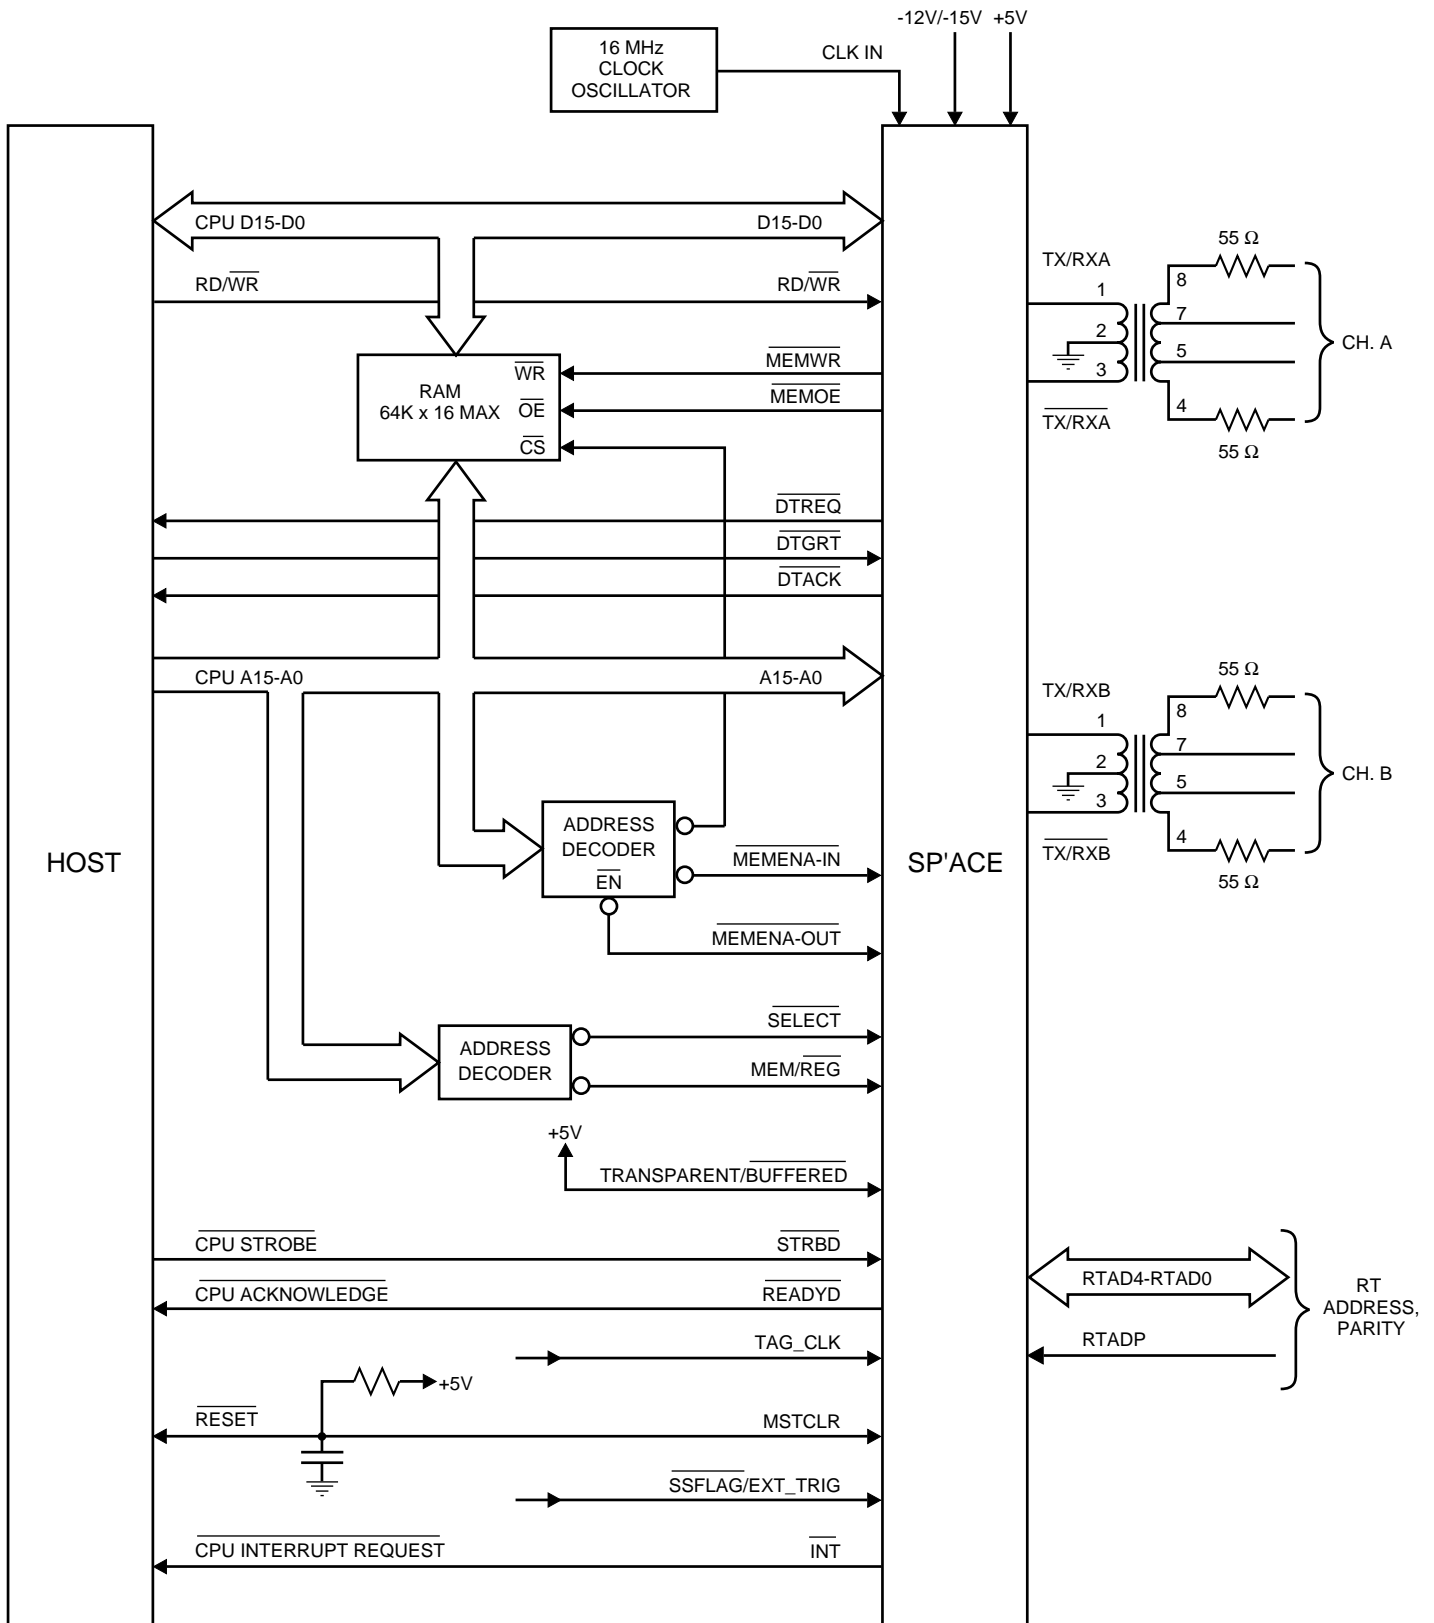 -12V/-15V +5V
16 MHz
CLOCK
OSCILLATOR
CLK IN
CPU D15-D0
D15-D0
55 Ω
TX/RXA
RD/WR
RD/WR
8
1
7
MEMWR
WR
2
CH. A
RAM
64K x 16 MAX
5
3
MEMOE
OE
4
TX/RXA
CS
55 Ω
DTREQ
DTGRT
DTACK
CPU A15-A0
A15-A0
55 Ω
TX/RXB
8
1
7
2
CH. B
5
3
ADDRESS
DECODER
EN
4
TX/RXB
MEMENA-IN
HOST
SP'ACE
55 Ω
MEMENA-OUT
SELECT
ADDRESS
DECODER
MEM/REG
+5V
TRANSPARENT/BUFFERED
CPU STROBE
STRBD
RTAD4-RTAD0
RT
ADDRESS,
PARITY
CPU ACKNOWLEDGE
READYD
TAG_CLK
RTADP
+5V
RESET
MSTCLR
SSFLAG/EXT_TRIG
CPU INTERRUPT REQUEST
INT